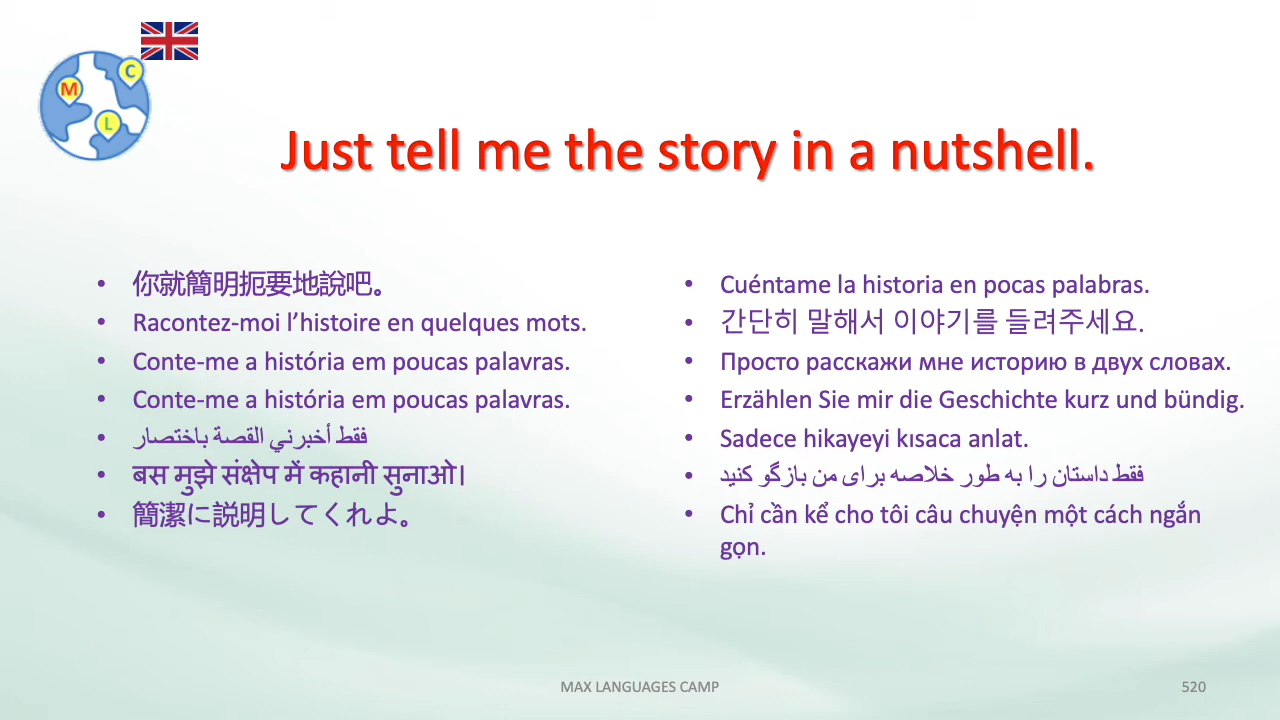 C
M
L
Just tell me the story in a nutshell.
• 你就簡明扼要地說吧。
• Racontez-moi l’histoire en quelques mots.
• Conte-me a história em poucas palavras.
• Conte-me a história em poucas palavras.
• فقط أخبرني القصة باختصار
• बस मुझे संक्षेप में कहानी सुनाओ।
• 簡潔に説明してくれよ。
• Cuéntame la historia en pocas palabras.
• 간단히 말해서 이야기를 들려주세요.
• Просто расскажи мне историю в двух словах.
• Erzählen Sie mir die Geschichte kurz und bündig.
• Sadece hikayeyi kısaca anlat.
• فقط داستان را به طور خلاصه برای من بازگو کنید
• Chỉ cần kể cho tôi câu chuyện một cách ngắn
gọn.
MAX LANGUAGES CAMP
520